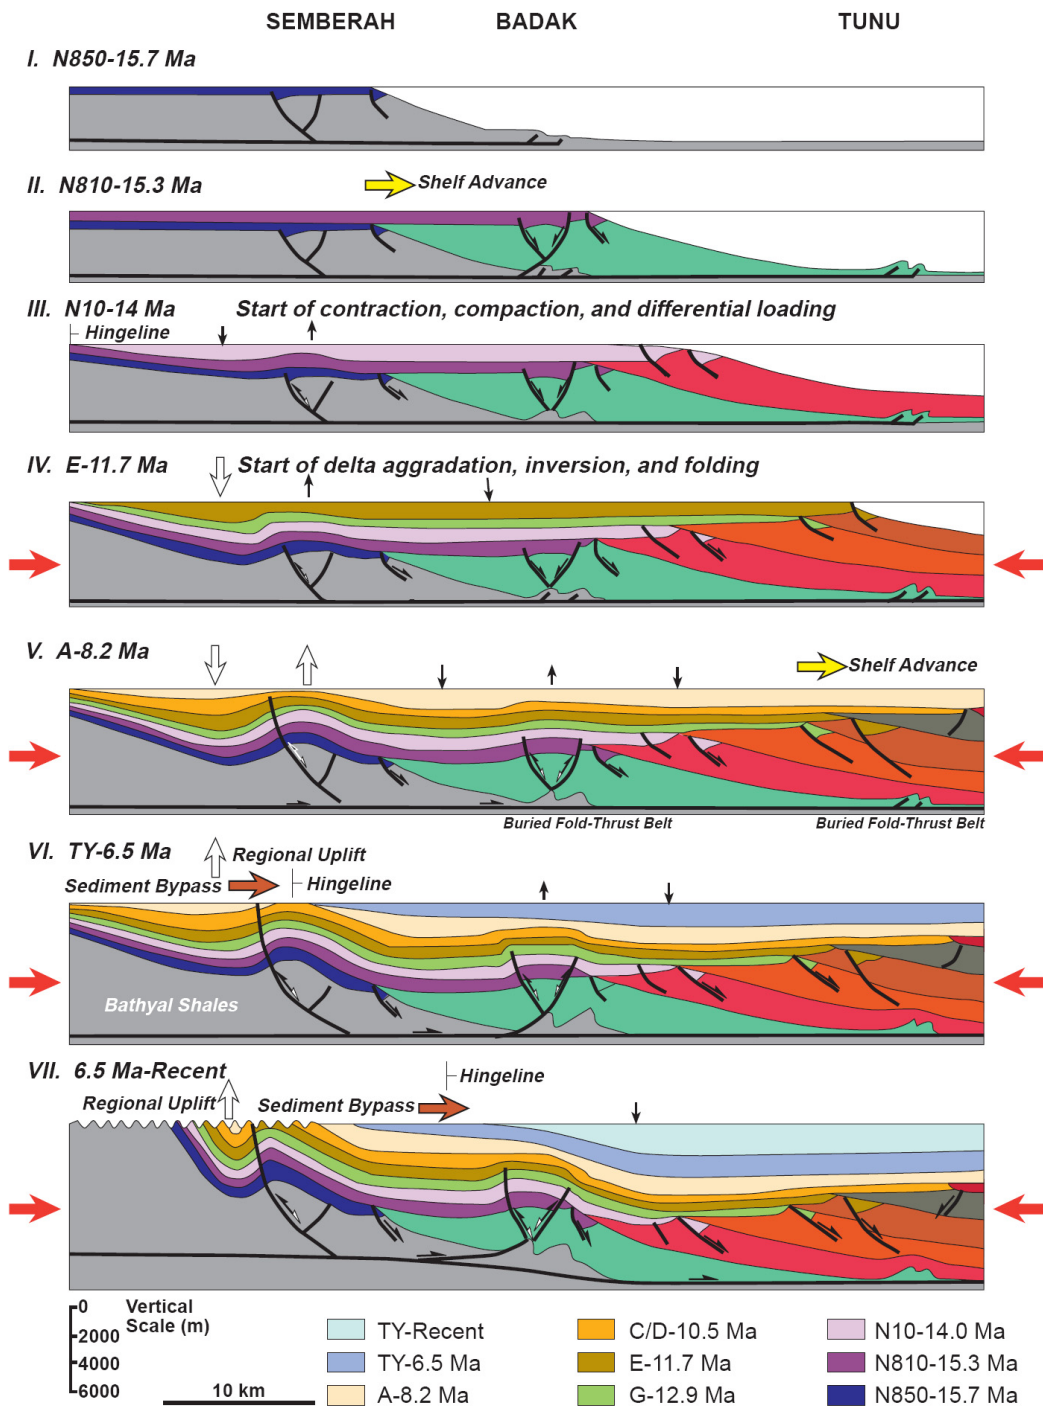 SEMBERAH BADAK TUNU
I. N850-15.7 Ma
II. N810-15.3 Ma
Shelf Advance
III. N10-14 Ma Start of contraction, compaction, and differential loading
Hingeline
IV. E-11.7 Ma Start of delta aggradation, inversion, and folding
V. A-8.2 Ma
Shelf Advance
Buried Fold-Thrust Belt Buried Fold-Thrust Belt
VI. TY-6.5 Ma Regional Uplift
Sediment Bypass Hingeline
Bathyal Shales
VII. 6.5 Ma-Recent Hingeline
Regional Uplift Sediment Bypass
0 Vertical
2000 Scale (m)
4000
6000
10 km
TY-Recent C/D-10.5 Ma N10-14.0 Ma
TY-6.5 Ma E-11.7 Ma N810-15.3 Ma
A-8.2 Ma G-12.9 Ma N850-15.7 Ma